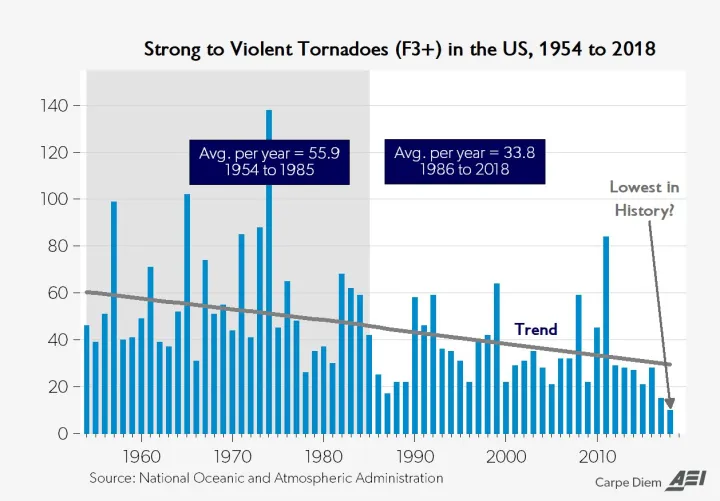 Strong to Violent Tornadoes (F3+) in the US, 1954 to 2018
140
120
100
80
60
40
20
0
Avg. per year = 55.9
1954 to 1985
Avg. per year = 33.8
1986 to 2018
Lowest in
History?
Trend
1960 1970 1980 1990 2000 2010
Source: National Oceanic and Atmospheric Administration
Carpe Diem AEI